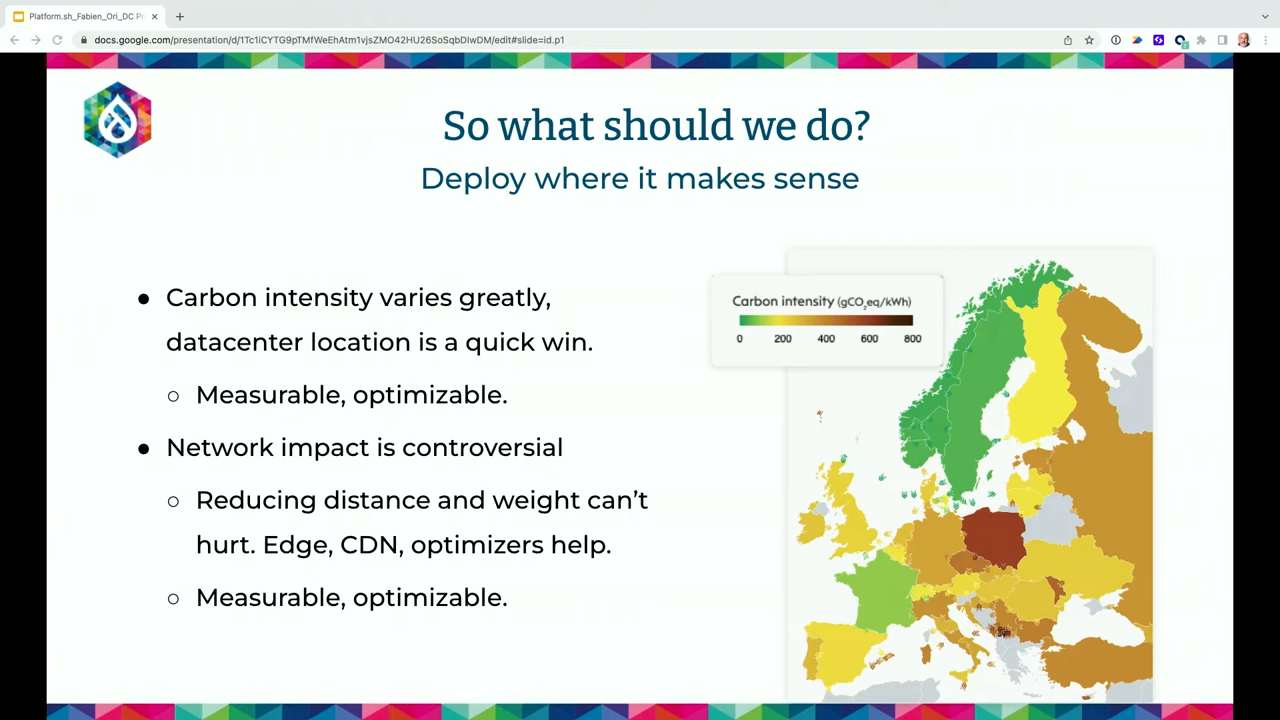 Platform.sh_Fabien_Ori_DC Pr
docs.google.com/presentation/d/1Tc1iCYTG9pTMfWeEhAtm1vjsZMO42HU26SoSqbDIwDM/edit#slide=id.p1
So what should we do?
Deploy where it makes sense
● Carbon intensity varies greatly,
datacenter location is a quick win.
○ Measurable, optimizable.
● Network impact is controversial
○ Reducing distance and weight can’t
hurt. Edge, CDN, optimizers help.
○ Measurable, optimizable.
Carbon intensity (gCO₂eq/kWh)
0 200 400 600 800